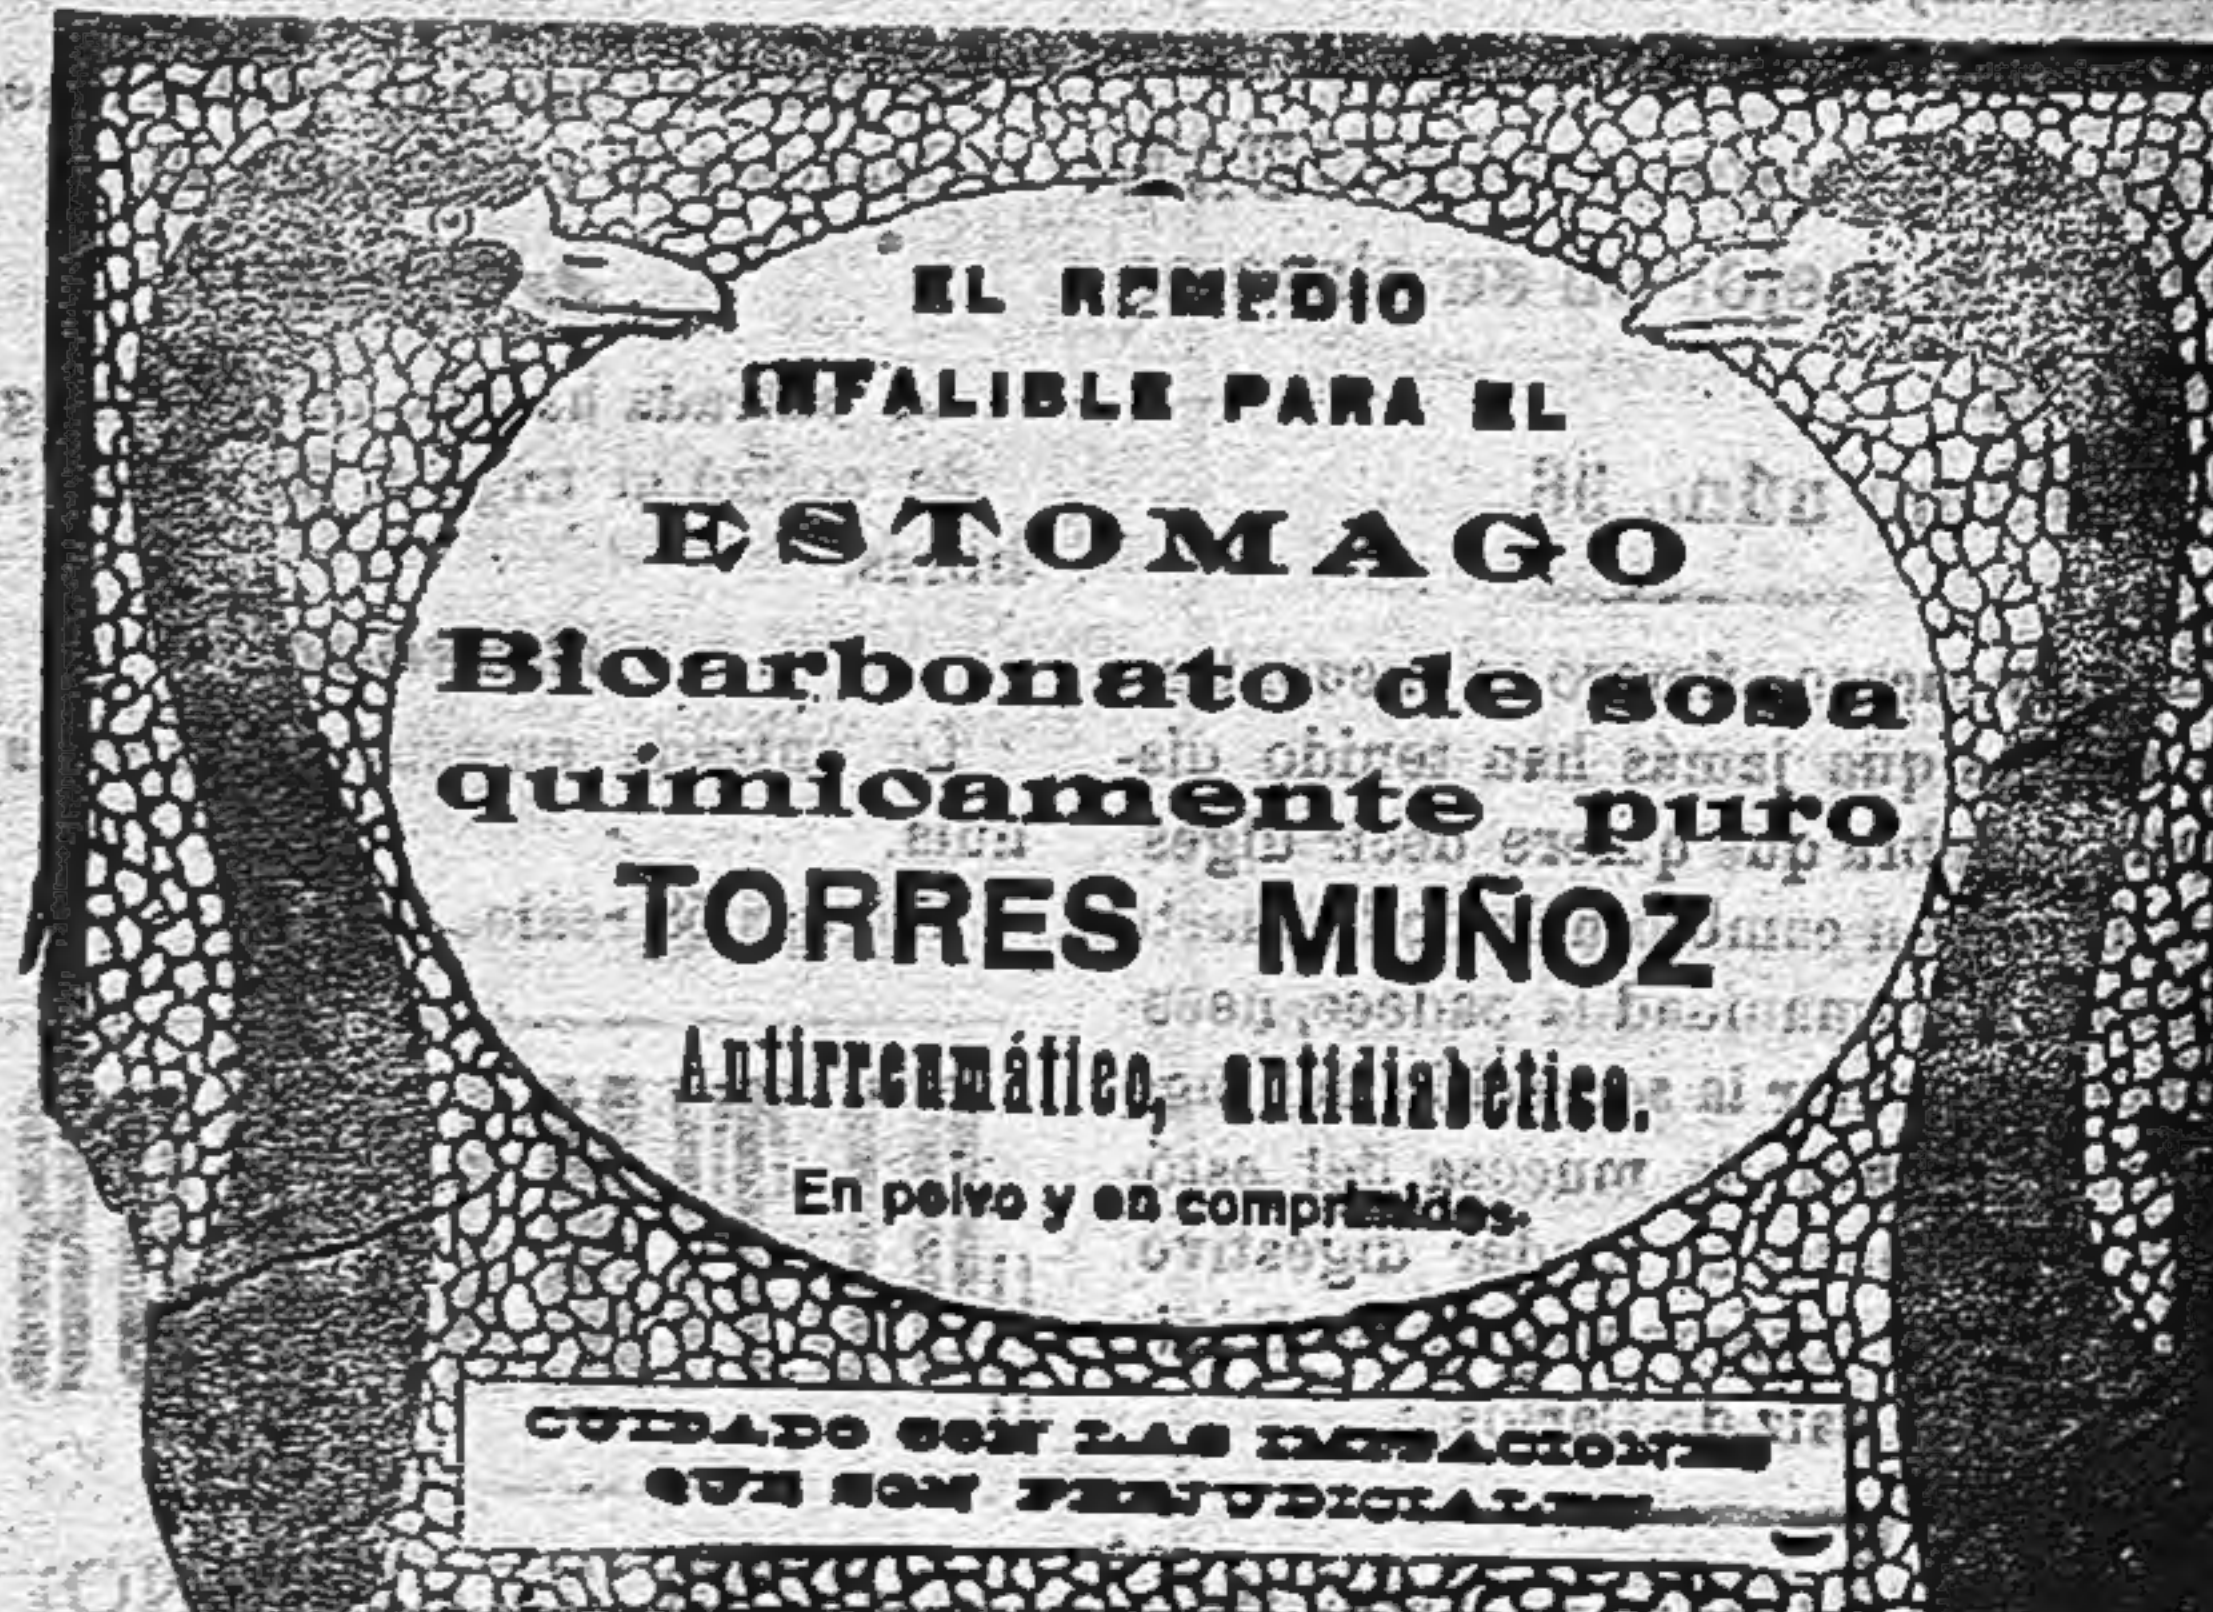 EL REMEDIO
INFALIBLE PARA EL
ESTOMAGO
Bicarbonato de sosa
químicamente puro
TORRES MUÑOZ
Antirreumático, antidiabético.
En polvo y en comprimidos.
CUIDADO CON LAS IMITACIONES
QUE SON PERJUDICIALES